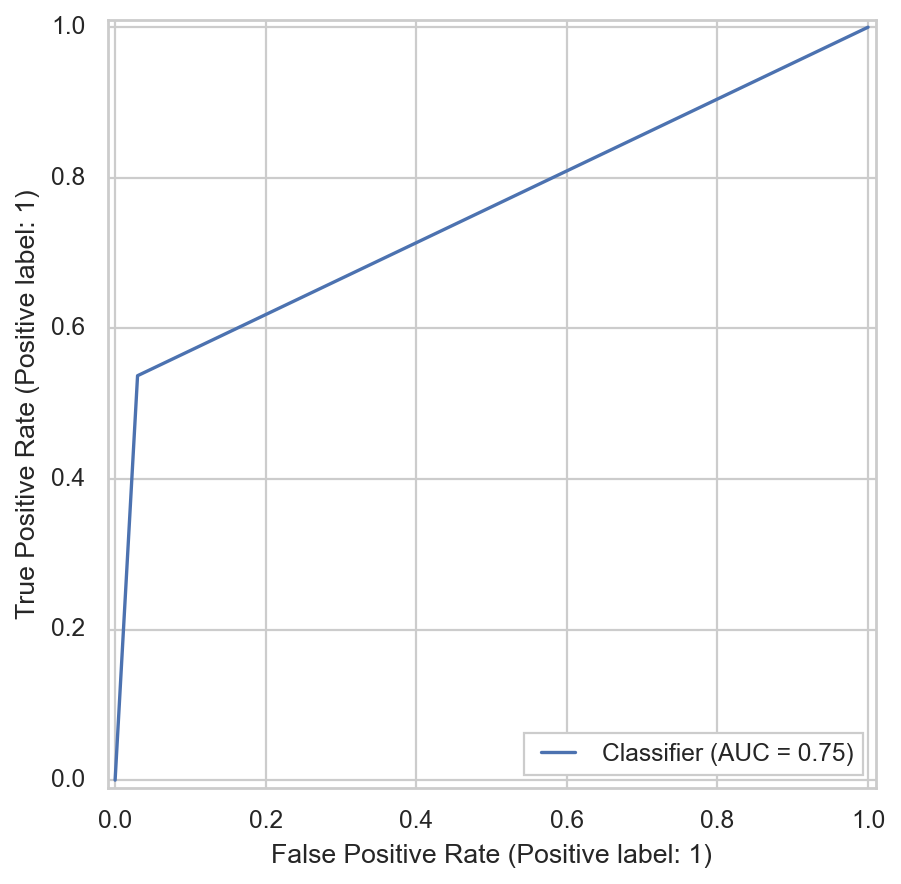 1.0
0.8
0.6
0.4
0.2
0.0
True Positive Rate (Positive label: 1)
Classifier (AUC = 0.75)
0.0 0.2 0.4 0.6 0.8 1.0
False Positive Rate (Positive label: 1)